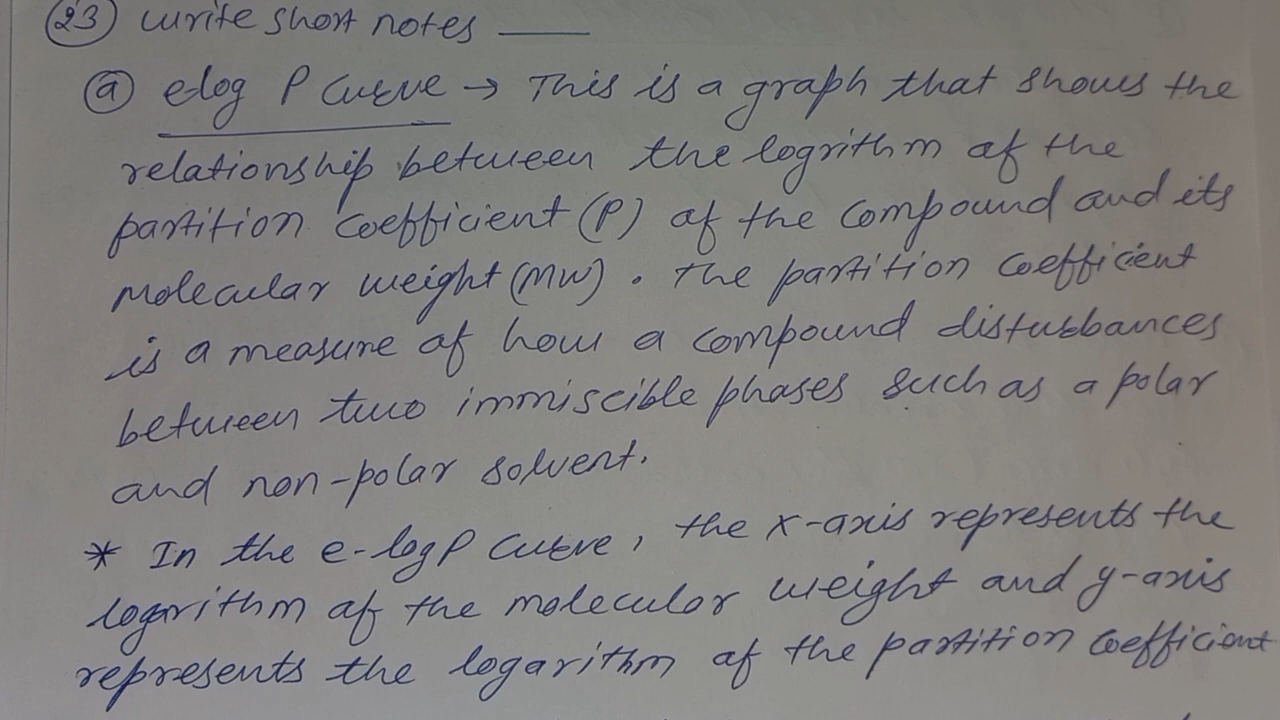 23) write short notes ___
ⓐ elog P curve → This is a graph that shows the
relationship between the logrithm of the
partition coefficient (P) of the compound and its
molecular weight (MW). The partition coefficient
is a measure of how a compound distubbances
between two immiscible phases such as a polar
and non-polar solvent.
* In the e-logP curve, the x-axis represents the
logarithm of the molecular weight and y-axis
represents the logarithm of the partition coefficient